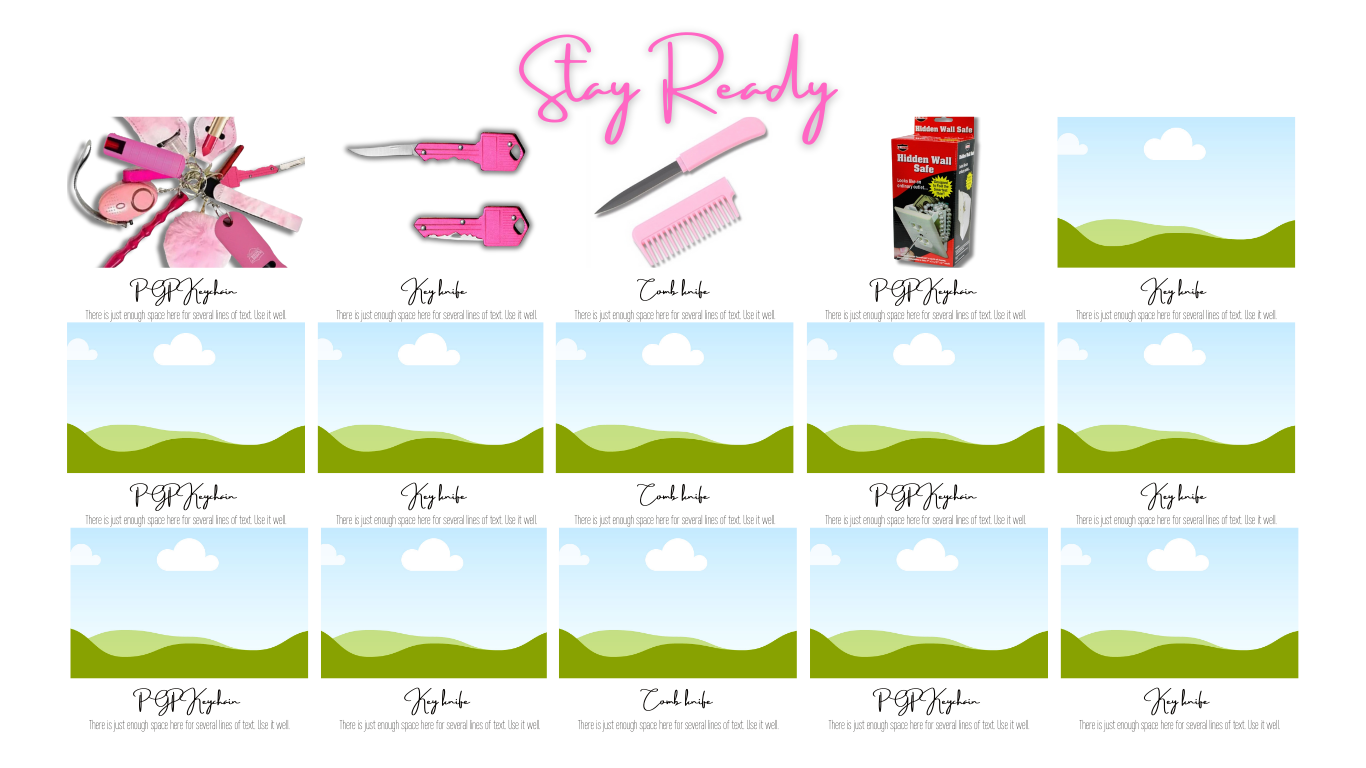 Stay Ready
Hidden Wall Safe
Hidden Wall
Safe
Looks like an
ordinary outlet...
PGP Keychain
Key knife
Comb knife
PGP Keychain
Key knife
There is just enough space here for several lines of text. Use it well.
There is just enough space here for several lines of text. Use it well.
There is just enough space here for several lines of text. Use it well.
There is just enough space here for several lines of text. Use it well.
There is just enough space here for several lines of text. Use it well.
PGP Keychain
Key knife
Comb knife
PGP Keychain
Key knife
There is just enough space here for several lines of text. Use it well.
There is just enough space here for several lines of text. Use it well.
There is just enough space here for several lines of text. Use it well.
There is just enough space here for several lines of text. Use it well.
There is just enough space here for several lines of text. Use it well.
PGP Keychain
Key knife
Comb knife
PGP Keychain
Key knife
There is just enough space here for several lines of text. Use it well.
There is just enough space here for several lines of text. Use it well.
There is just enough space here for several lines of text. Use it well.
There is just enough space here for several lines of text. Use it well.
There is just enough space here for several lines of text. Use it well.